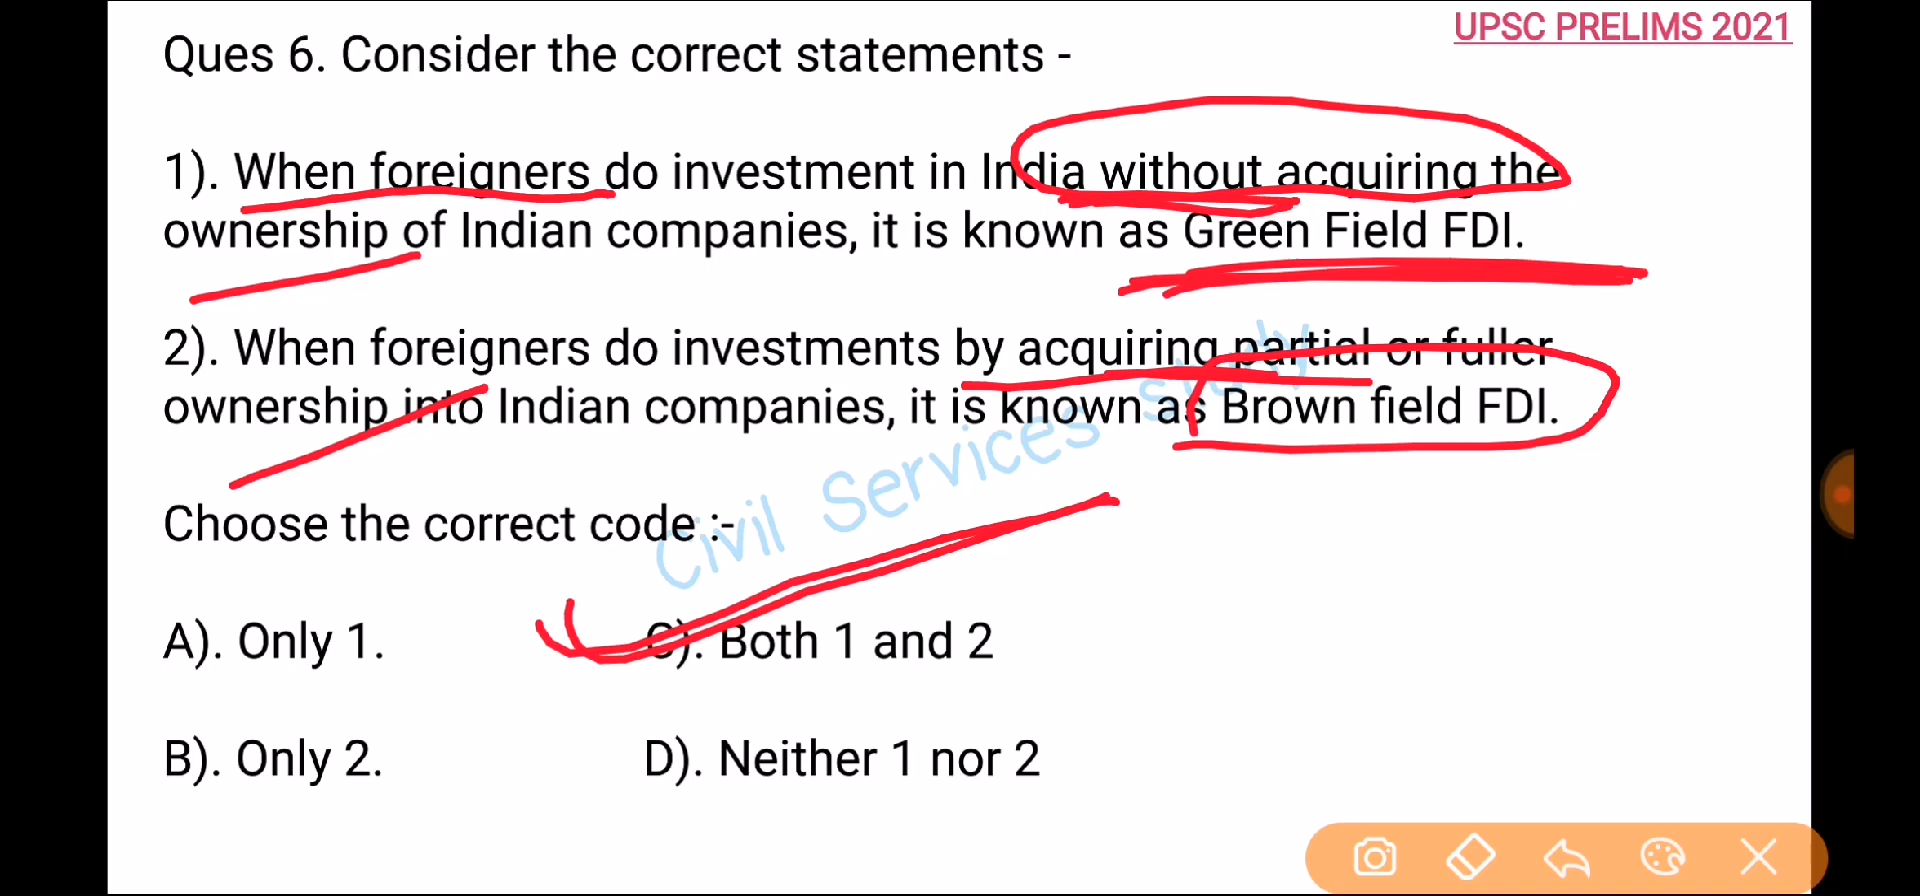 UPSC PRELIMS 2021
Ques 6. Consider the correct statements -
1). When foreigners do investment in India without acquiring the
ownership of Indian companies, it is known as Green Field FDI.
2). When foreigners do investments by acquiring partial or fuller
ownership into Indian companies, it is known as Brown field FDI.
Civil Services study
Choose the correct code :-
A). Only 1. C). Both 1 and 2
B). Only 2. D). Neither 1 nor 2